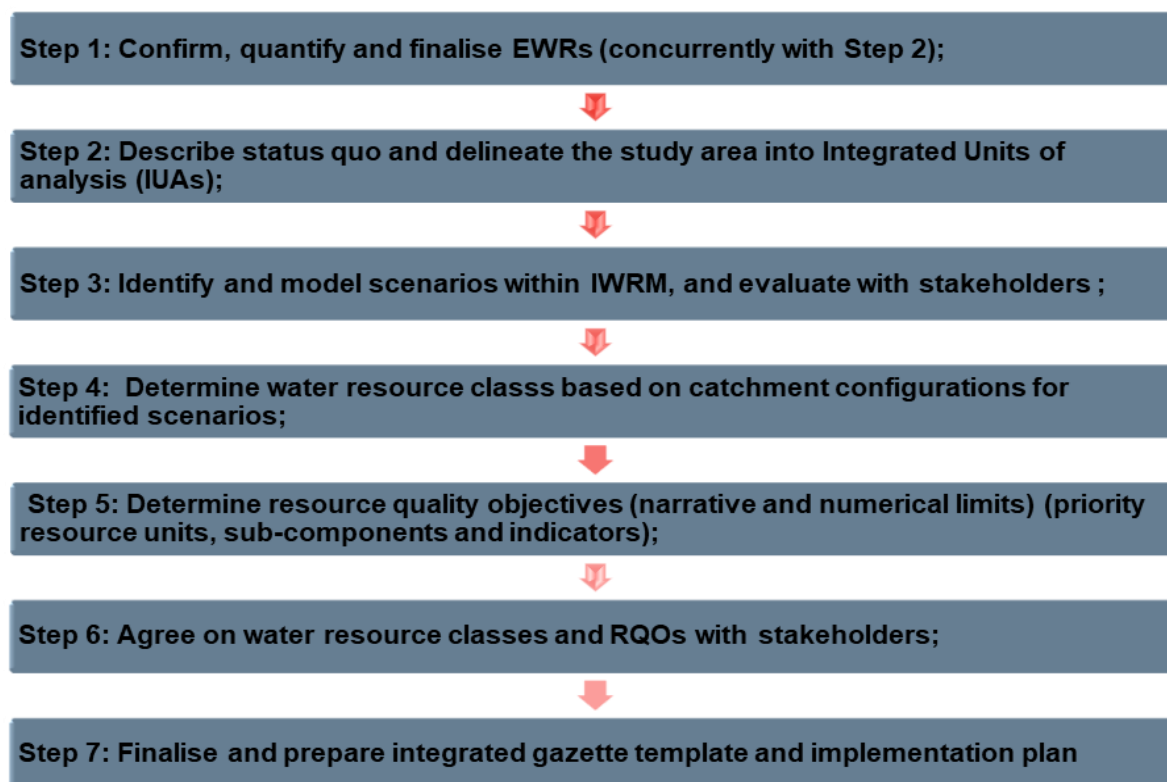 Step 1: Confirm, quantify and finalise EWRs (concurrently with Step 2);
Step 2: Describe status quo and delineate the study area into Integrated Units of
analysis (IUAs);
Step 3: Identify and model scenarios within IWRM, and evaluate with stakeholders ;
Step 4: Determine water resource classs based on catchment configurations for
identified scenarios;
Step 5: Determine resource quality objectives (narrative and numerical limits) (priority
resource units, sub-components and indicators);
Step 6: Agree on water resource classes and RQOs with stakeholders;
Step 7: Finalise and prepare integrated gazette template and implementation plan